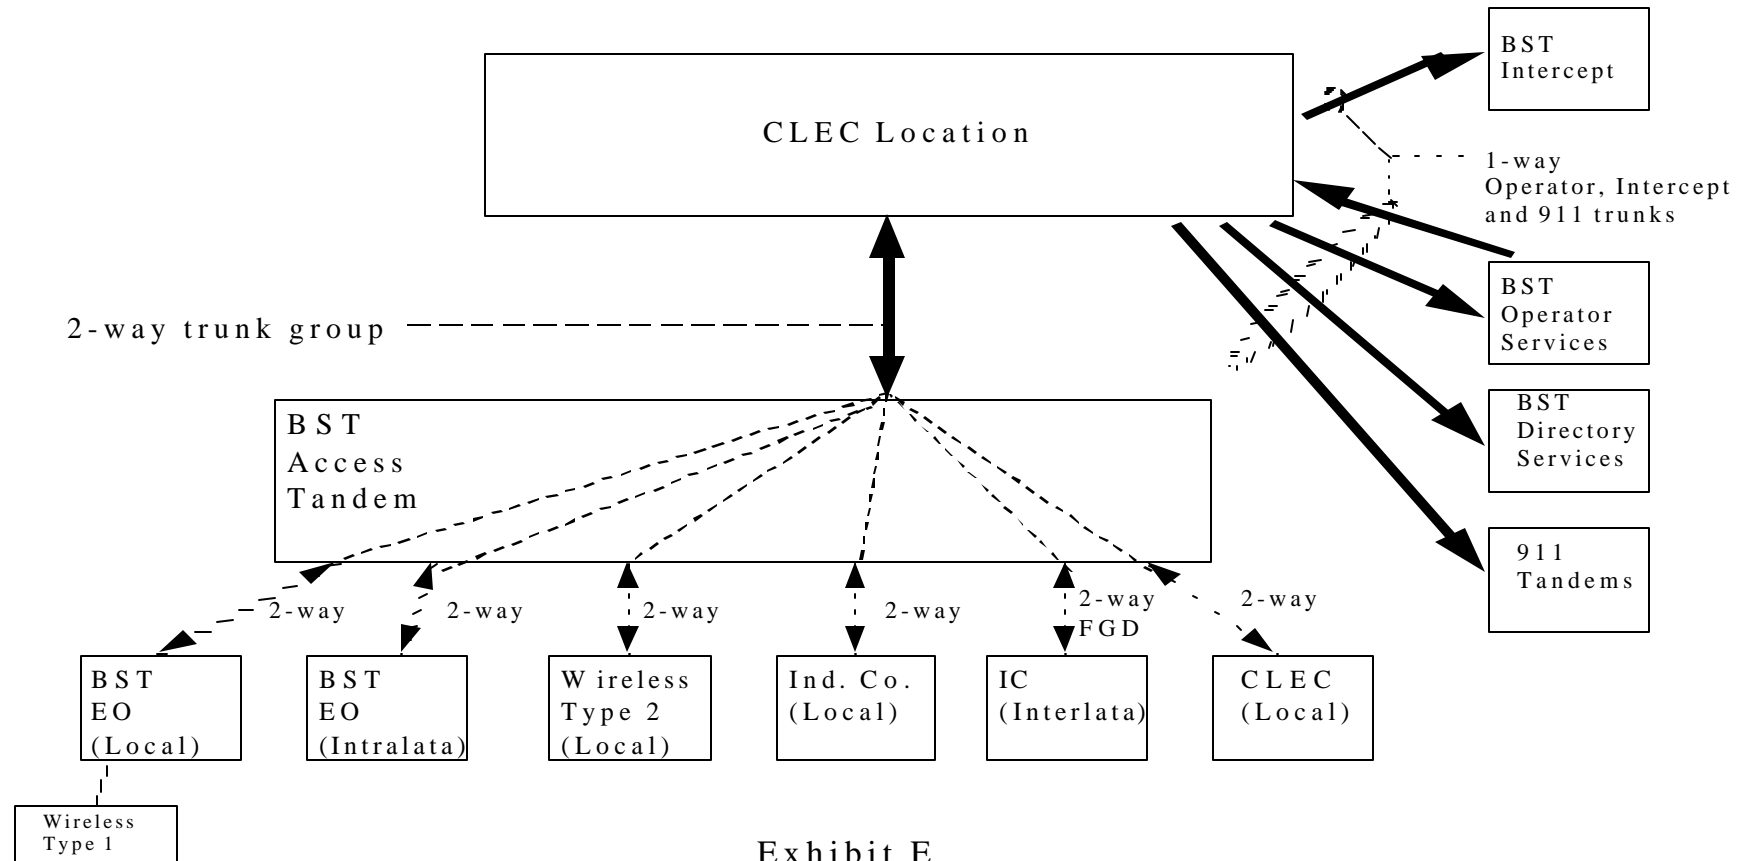 BST
Intercept
CLEC Location
1-way
Operator, Intercept
and 911 trunks
BST
Operator
Services
2-way trunk group
BST
Directory
Services
BST
Access
Tandem
911
Tandems
2-way
2-way
2-way
2-way
2-way
FGD
2-way
BST
EO
(Local)
BST
EO
(Intralata)
Wireless
Type 2
(Local)
Ind. Co.
(Local)
IC
(Interlata)
CLEC
(Local)
Wireless
Type 1
Exhibit E